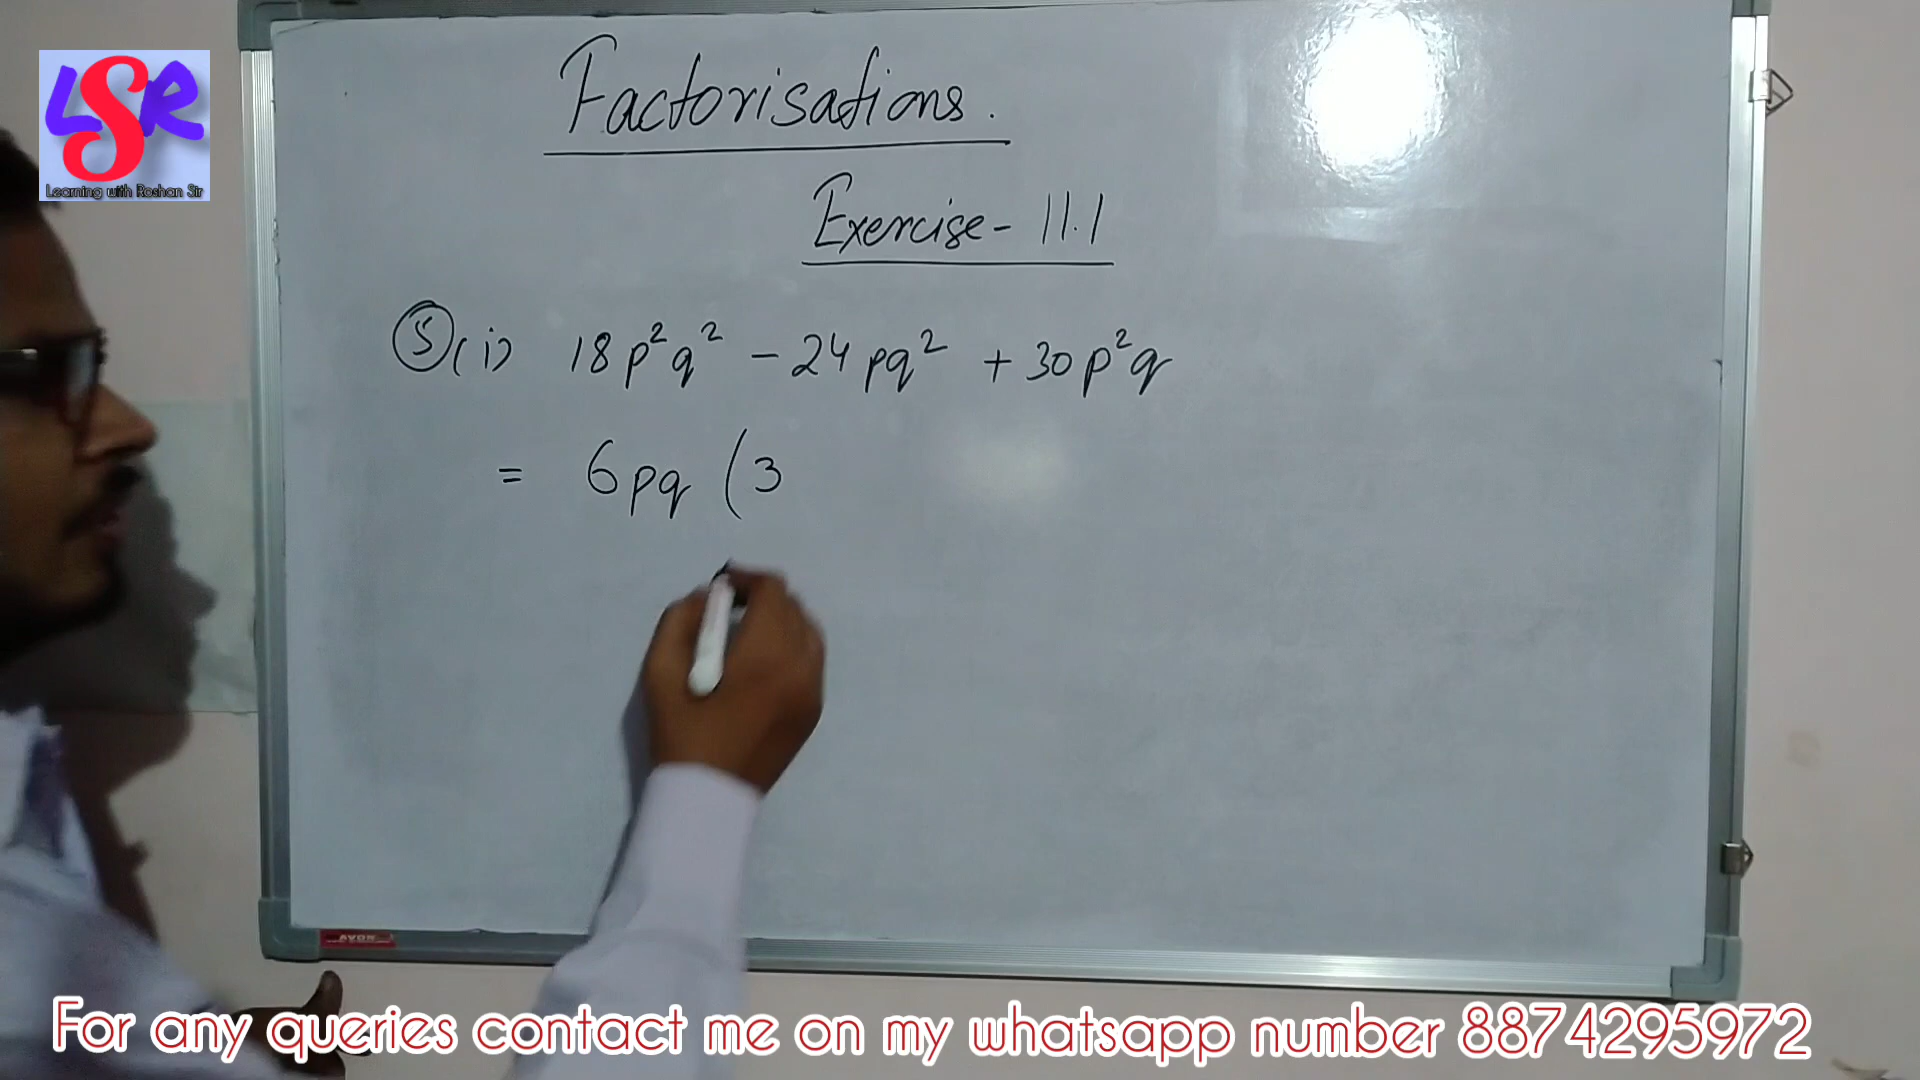 LSR
Learning with Roshan Sir
Factorisations.
Exercise - 11.1
⑤ (i) 18p²q² - 24pq² + 30p²q
= 6pq (3
AVON
For any queries contact me on my whatsapp number 8874295972